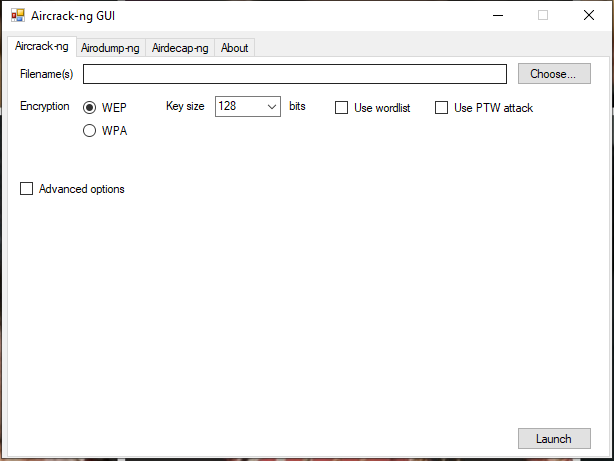 Aircrack-ng GUI
Aircrack-ng Airodump-ng Airdecap-ng About
Filename(s) Choose...
Encryption WEP Key size 128 bits Use wordlist Use PTW attack
WPA
Advanced options
Launch